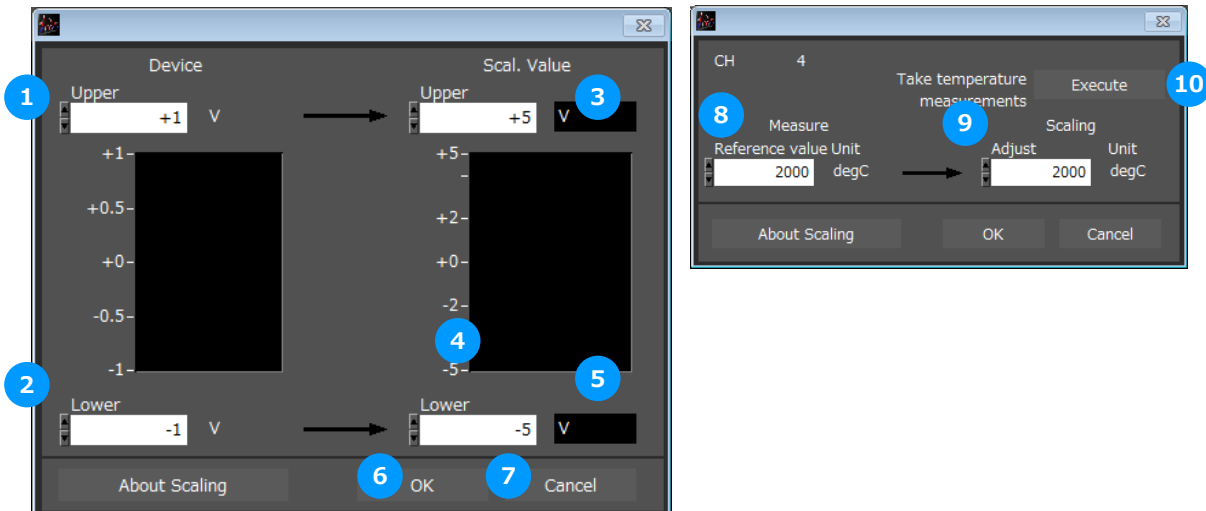 Device Scal. Value
1 Upper Upper 3
+1 V +5 V
+1 +5
+0.5 +2
+0 +0
-0.5 -2
4
-1 -5
2 5
Lower Lower
-1 V -5 V
About Scaling 6 OK 7 Cancel
CH 4
Take temperature Execute 10
measurements
8 9
Measure Scaling
Reference value Unit Adjust Unit
2000 degC 2000 degC
About Scaling OK Cancel